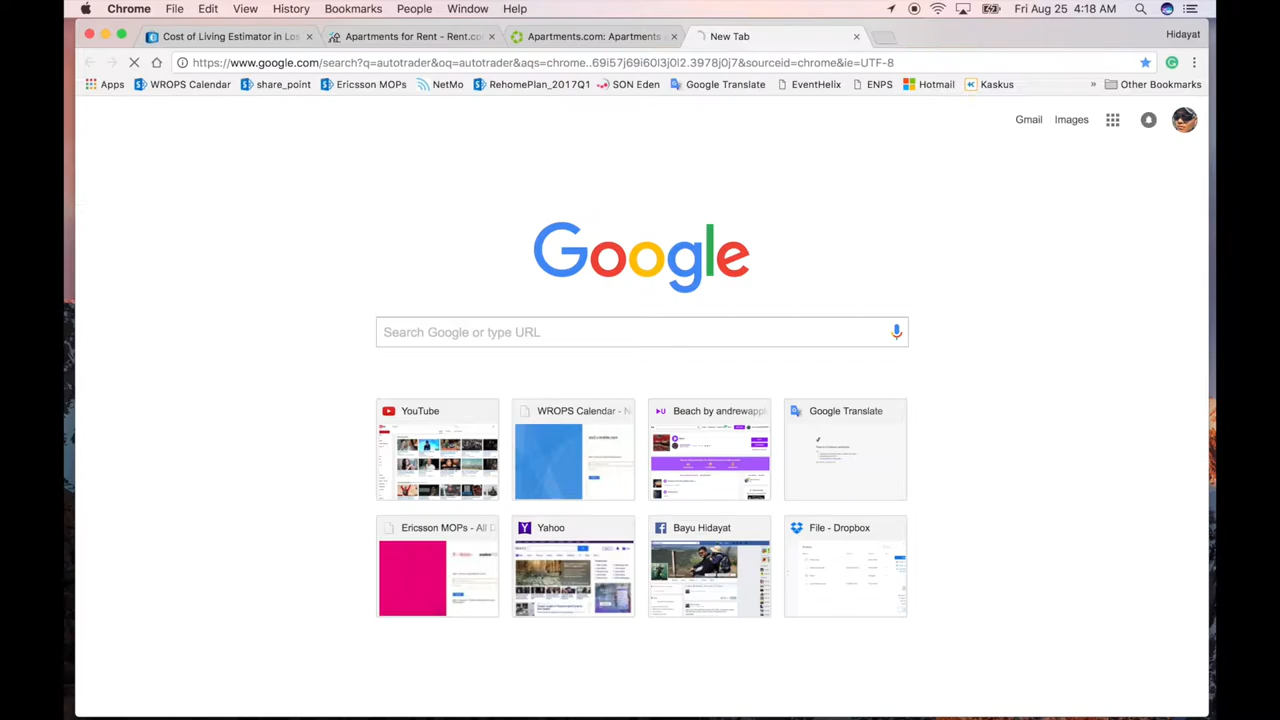 Chrome File Edit View History Bookmarks People Window Help Fri Aug 25 4:18 AM
Cost of Living Estimator in Los Apartments for Rent - Rent.co Apartments.com: Apartments New Tab Hidayat
https://www.google.com/search?q=autotrader&oq=autotrader&aqs=chrome..69i57j69i60l3j0l2.3978j0j7&sourceid=chrome&ie=UTF-8
Apps WROPS Calendar share_point Ericsson MOPs NetMo RehomePlan_2017Q1 SON Eden Google Translate EventHelix ENPS Hotmail Kaskus » Other Bookmarks
Gmail Images
Google
Search Google or type URL
YouTube WROPS Calendar - N Beach by andrewappl Google Translate
Ericsson MOPs - All D Yahoo Bayu Hidayat File - Dropbox